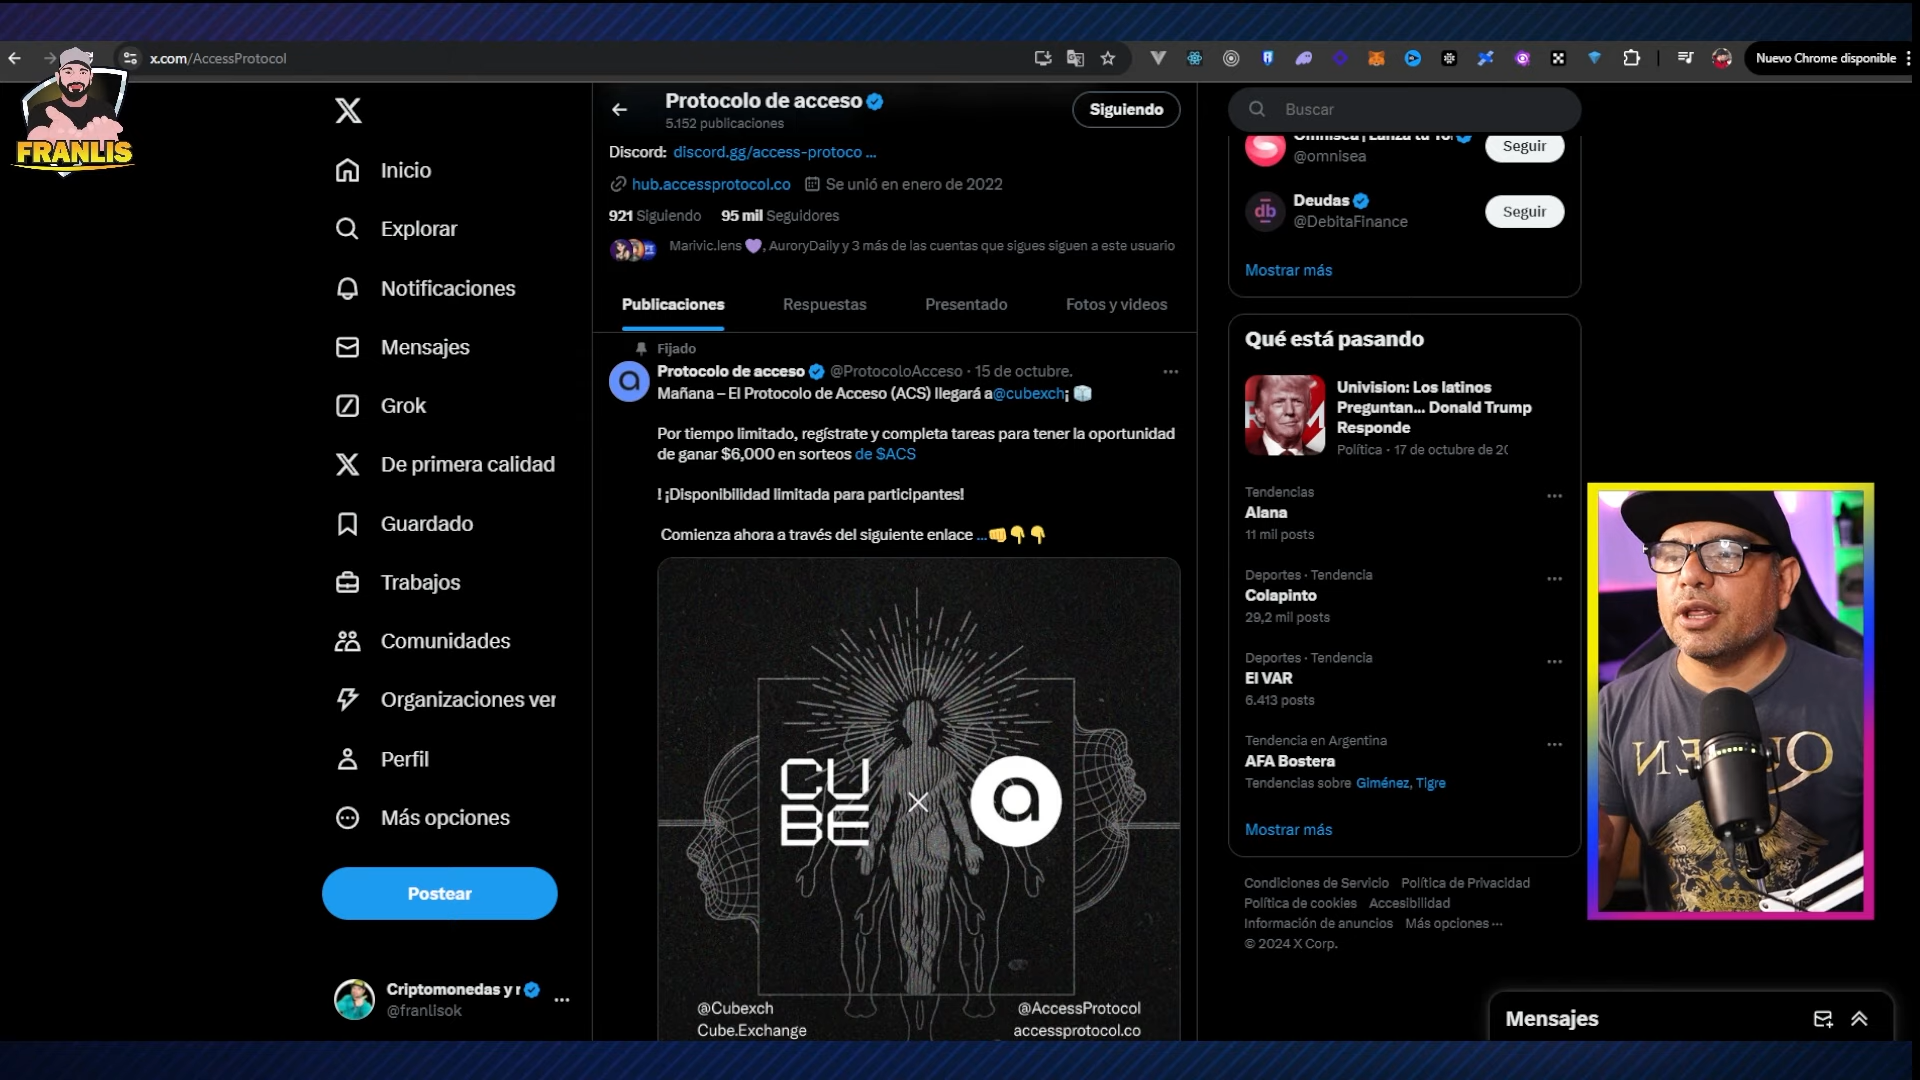 x.com/AccessProtocol
Nuevo Chrome disponible
FRANLIS
Inicio
Explorar
Notificaciones
Mensajes
Grok
De primera calidad
Guardado
Trabajos
Comunidades
Organizaciones ver
Perfil
Más opciones
Postear
Criptomonedas y r
@franlisok
Protocolo de acceso
5.152 publicaciones
Siguiendo
Discord: discord.gg/access-protoco ...
hub.accessprotocol.co Se unió en enero de 2022
921 Siguiendo 95 mil Seguidores
Marivic.lens 💜, AuroryDaily y 3 más de las cuentas que sigues siguen a este usuario
Publicaciones Respuestas Presentado Fotos y videos
Fijado
Protocolo de acceso @ProtocoloAcceso · 15 de octubre.
Mañana – El Protocolo de Acceso (ACS) llegará a@cubexch¡ 🧊
Por tiempo limitado, regístrate y completa tareas para tener la oportunidad
de ganar $6,000 en sorteos de $ACS
! ¡Disponibilidad limitada para participantes!
Comienza ahora a través del siguiente enlace ...👊👇👇
CU
BE
@Cubexch
Cube.Exchange
@AccessProtocol
accessprotocol.co
Buscar
@omnisea
Seguir
Deudas
@DebitaFinance
Seguir
Mostrar más
Qué está pasando
Univision: Los latinos
Preguntan... Donald Trump
Responde
Política · 17 de octubre de 20
Tendencias
Alana
11 mil posts
Deportes · Tendencia
Colapinto
29,2 mil posts
Deportes · Tendencia
El VAR
6.413 posts
Tendencia en Argentina
AFA Bostera
Tendencias sobre Giménez, Tigre
Mostrar más
Condiciones de Servicio Política de Privacidad
Política de cookies Accesibilidad
Información de anuncios Más opciones ···
© 2024 X Corp.
Mensajes